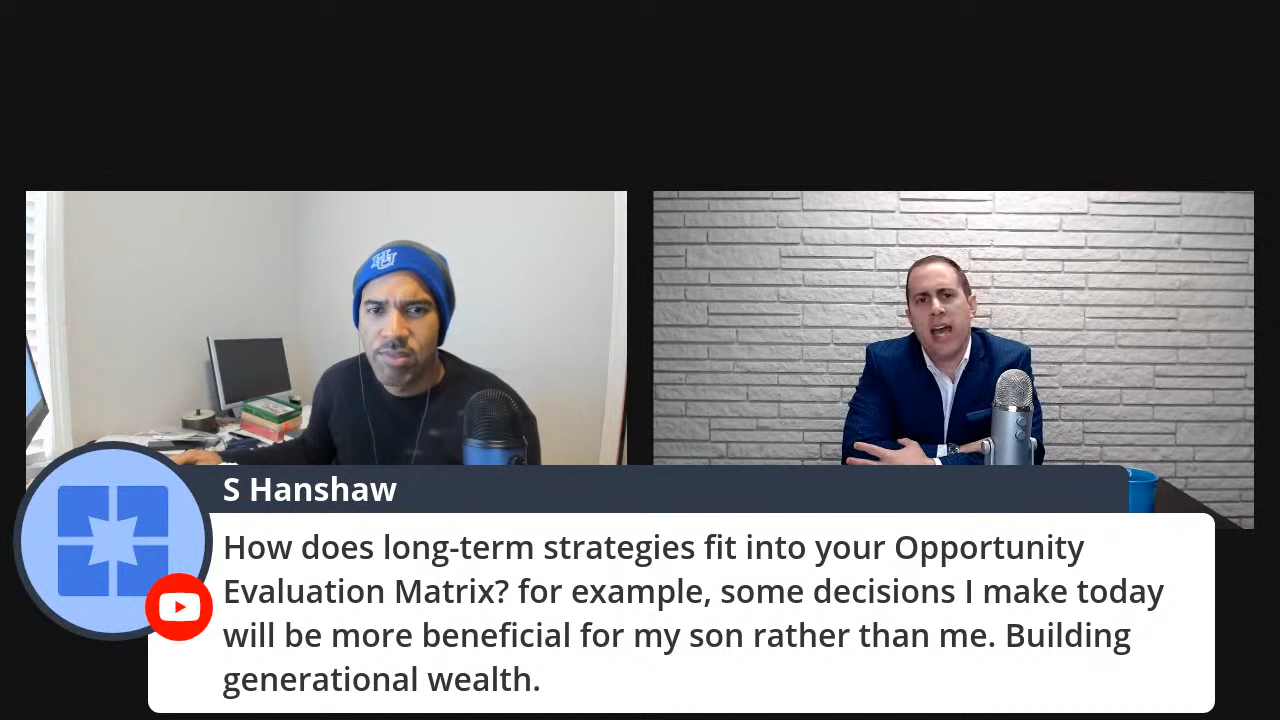 HU
S Hanshaw
How does long-term strategies fit into your Opportunity
Evaluation Matrix? for example, some decisions I make today
will be more beneficial for my son rather than me. Building
generational wealth.